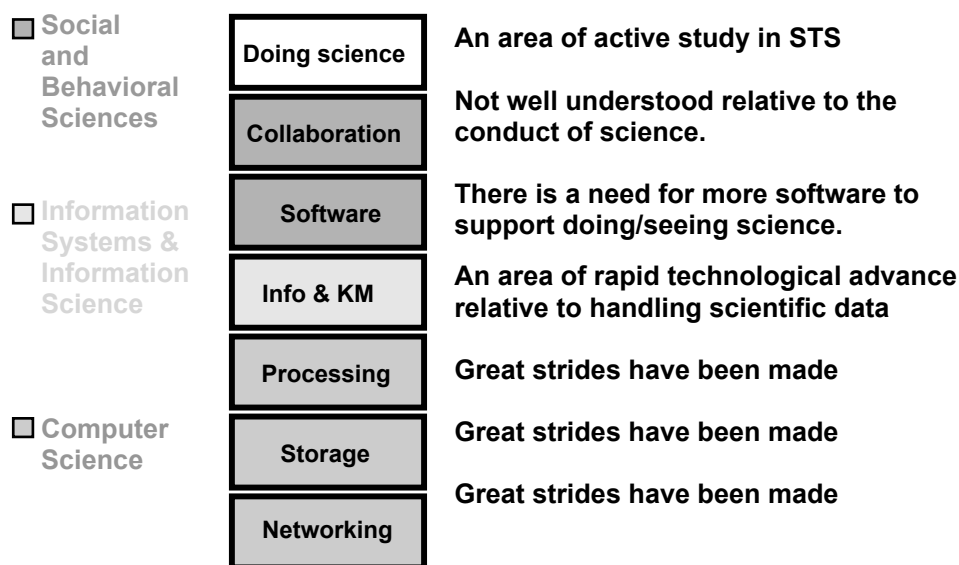 Social
and
Behavioral
Sciences
Information
Systems &
Information
Science
Computer
Science
Doing science
Collaboration
Software
Info & KM
Processing
Storage
Networking
An area of active study in STS
Not well understood relative to the
conduct of science.
There is a need for more software to
support doing/seeing science.
An area of rapid technological advance
relative to handling scientific data
Great strides have been made
Great strides have been made
Great strides have been made